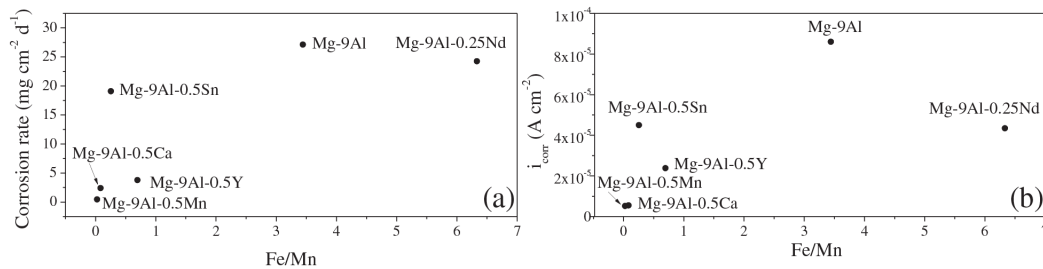 Corrosion rate (mg cm⁻² d⁻¹)
30
25
20
15
10
5
0
Mg-9Al
Mg-9Al-0.25Nd
Mg-9Al-0.5Sn
Mg-9Al-0.5Ca
Mg-9Al-0.5Y
Mg-9Al-0.5Mn
(a)
0 1 2 3 4 5 6 7
Fe/Mn
i_corr (A cm⁻²)
1x10⁻⁴
8x10⁻⁵
6x10⁻⁵
4x10⁻⁵
2x10⁻⁵
0
Mg-9Al
Mg-9Al-0.5Sn
Mg-9Al-0.25Nd
Mg-9Al-0.5Y
Mg-9Al-0.5Mn
Mg-9Al-0.5Ca
(b)
0 1 2 3 4 5 6 7
Fe/Mn